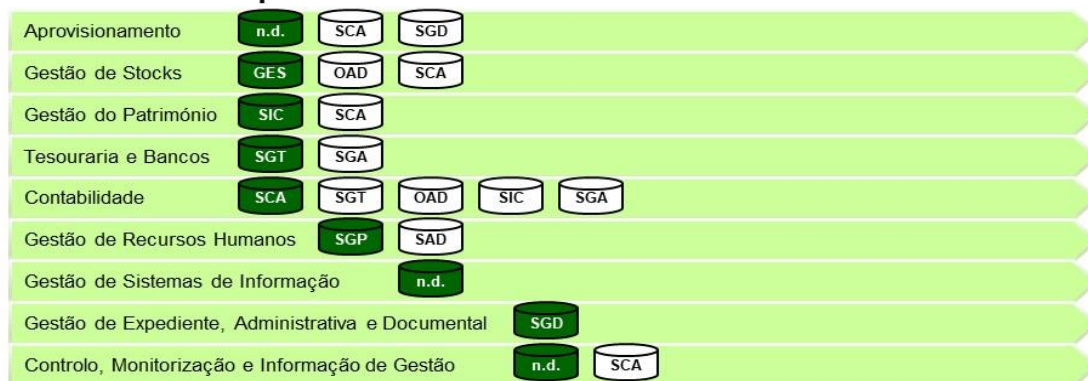 Aprovisionamento n.d. SCA SGD
Gestão de Stocks GES OAD SCA
Gestão do Património SIC SCA
Tesouraria e Bancos SGT SGA
Contabilidade SCA SGT OAD SIC SGA
Gestão de Recursos Humanos SGP SAD
Gestão de Sistemas de Informação n.d.
Gestão de Expediente, Administrativa e Documental SGD
Controlo, Monitorização e Informação de Gestão n.d. SCA